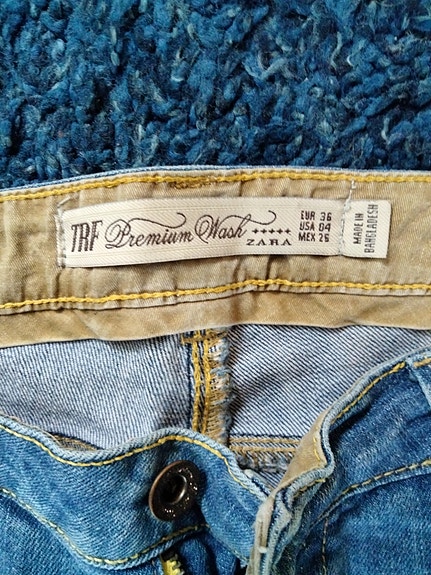 TRF Premium Wash
+++++
ZARA
EUR 36
USA 04
MEX 26
MADE IN
BANGLADESH